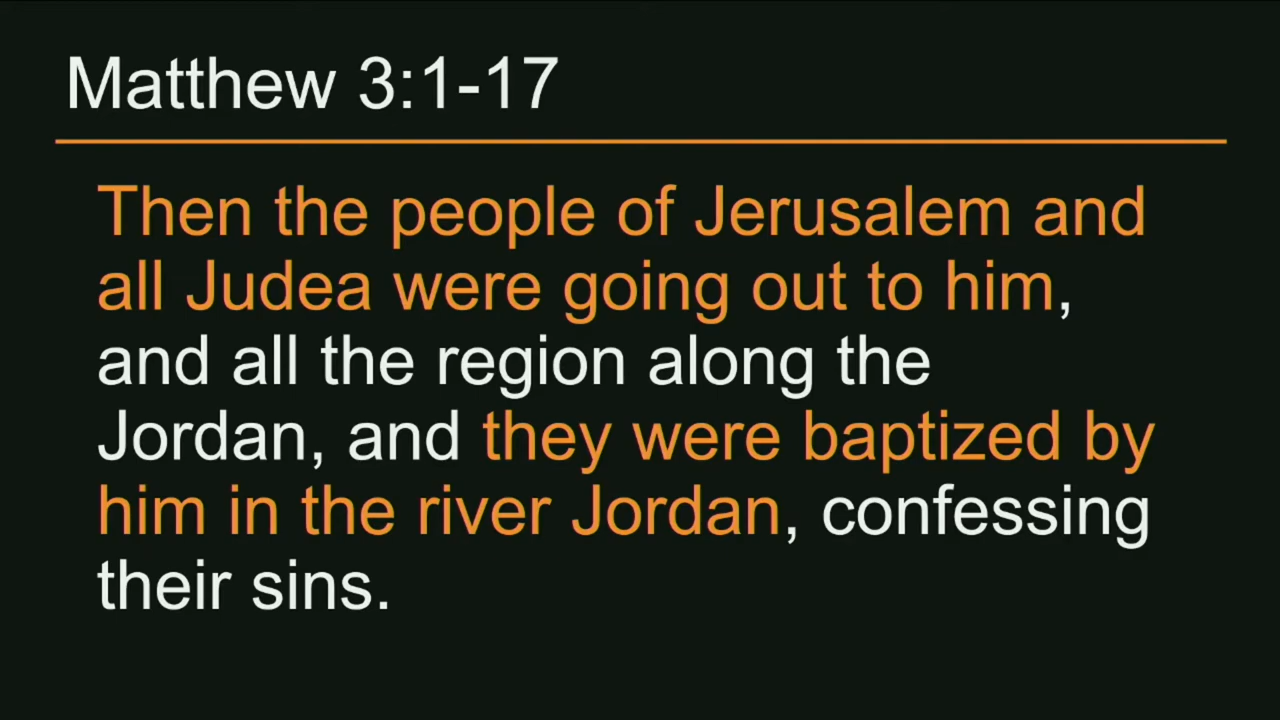 Matthew 3:1-17
Then the people of Jerusalem and
all Judea were going out to him,
and all the region along the
Jordan, and they were baptized by
him in the river Jordan, confessing
their sins.